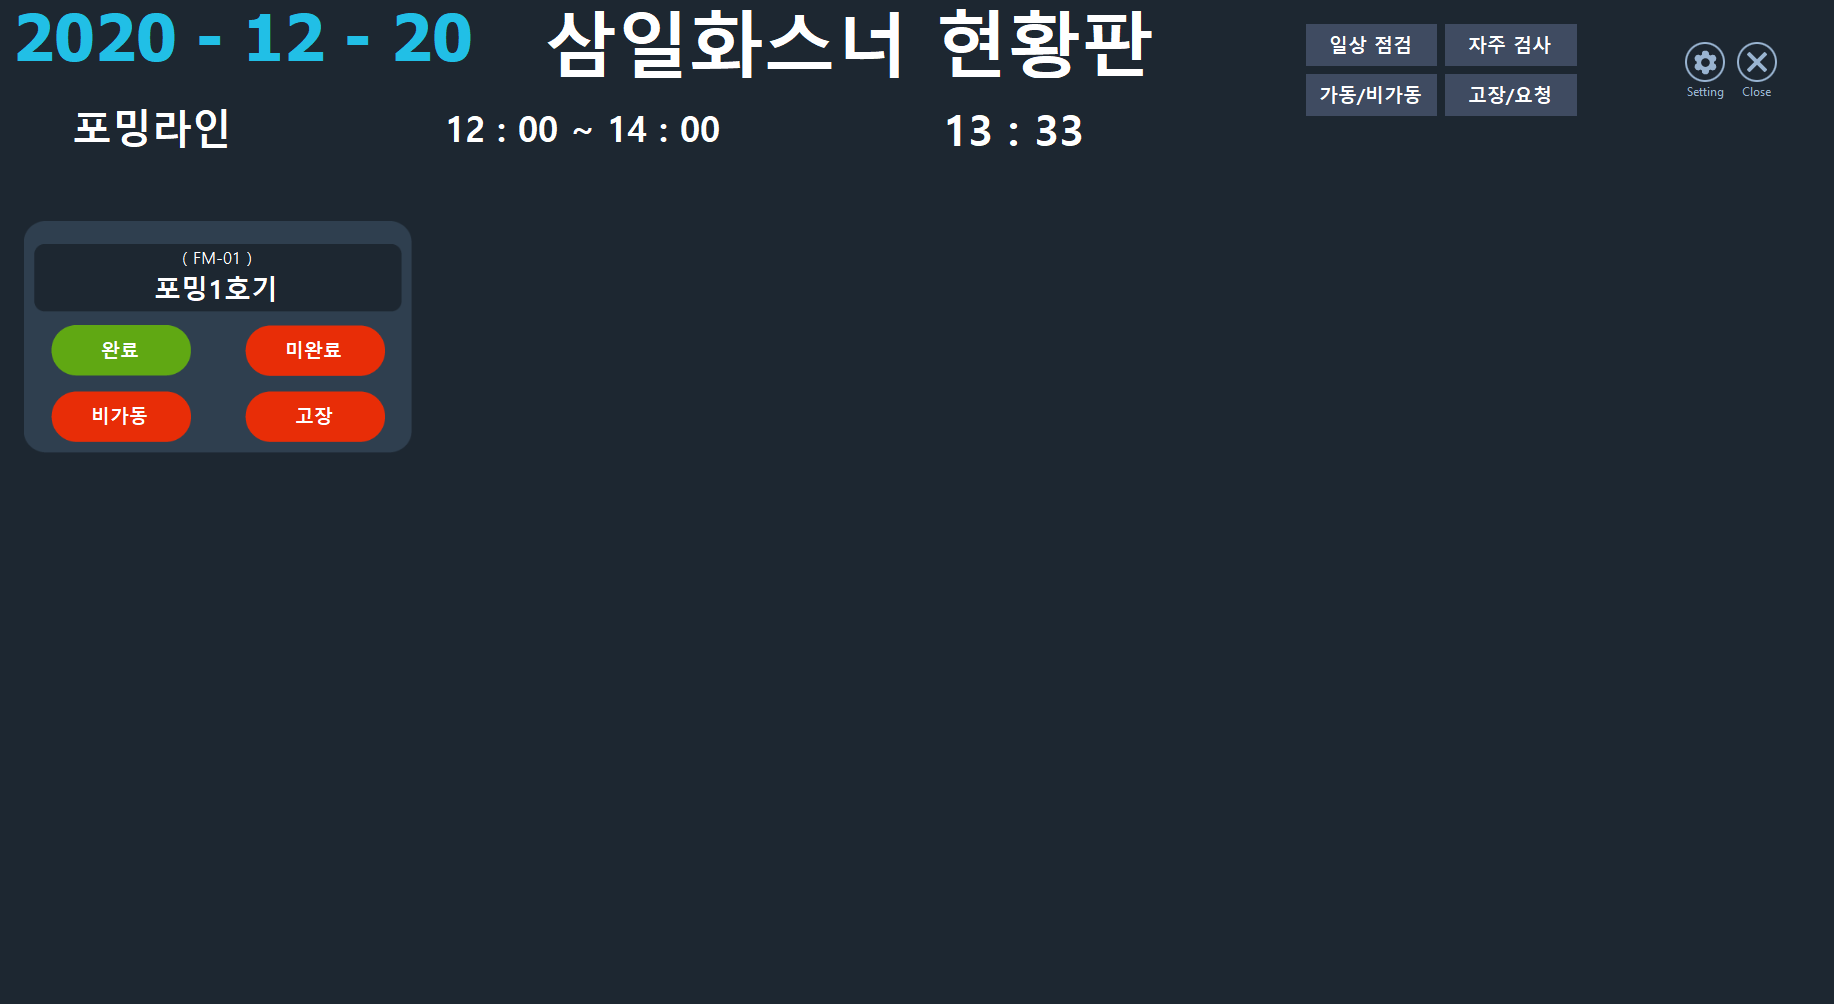 2020 - 12 - 20
삼일화스너 현황판
일상 점검
자주 검사
가동/비가동
고장/요청
Setting
Close
포밍라인
12 : 00 ~ 14 : 00
13 : 33
( FM-01 )
포밍1호기
완료
미완료
비가동
고장